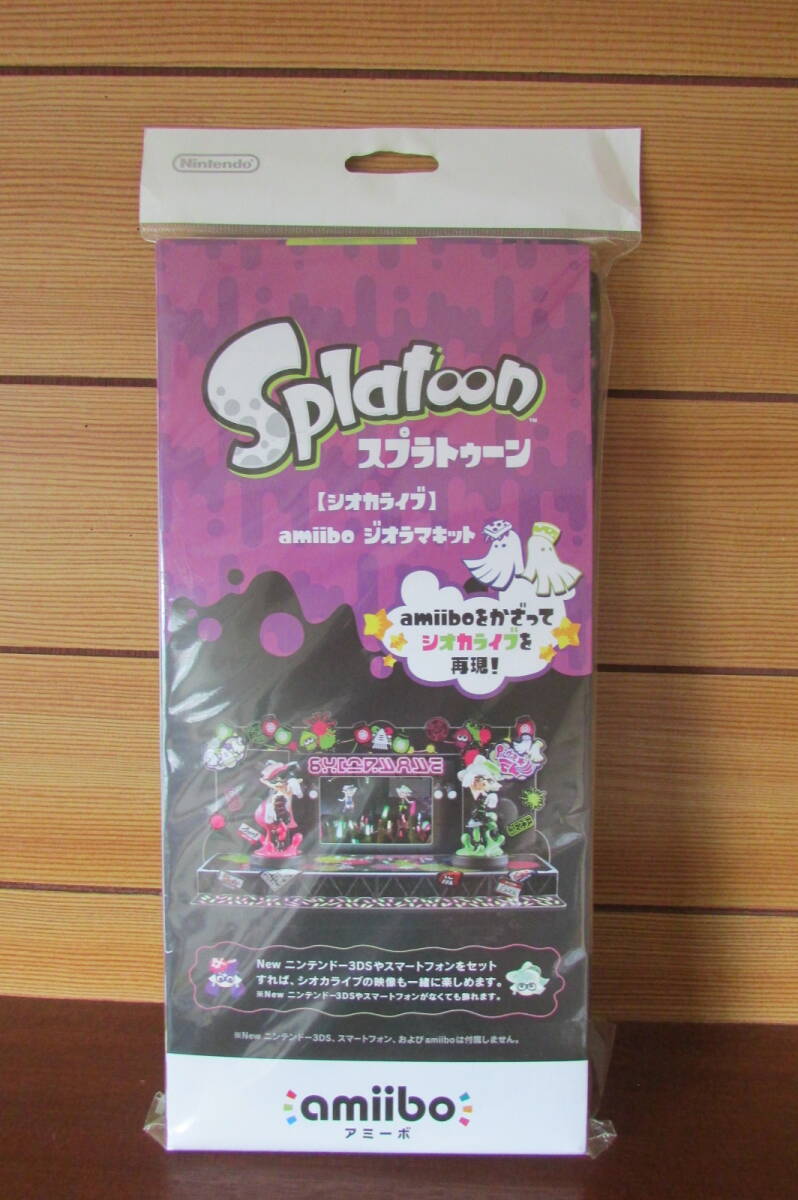 Nintendo
Splatoon™
スプラトゥーン
【シオカライブ】
amiibo ジオラマキット
amiiboをかざって
シオカライブを
再現!
New ニンテンドー3DSやスマートフォンをセット
すれば、シオカライブの映像も一緒に楽しめます。
※New ニンテンドー3DSやスマートフォンがなくても飾れます。
※New ニンテンドー3DS、スマートフォン、およびamiiboは付属しません。
amiibo
アミーボ